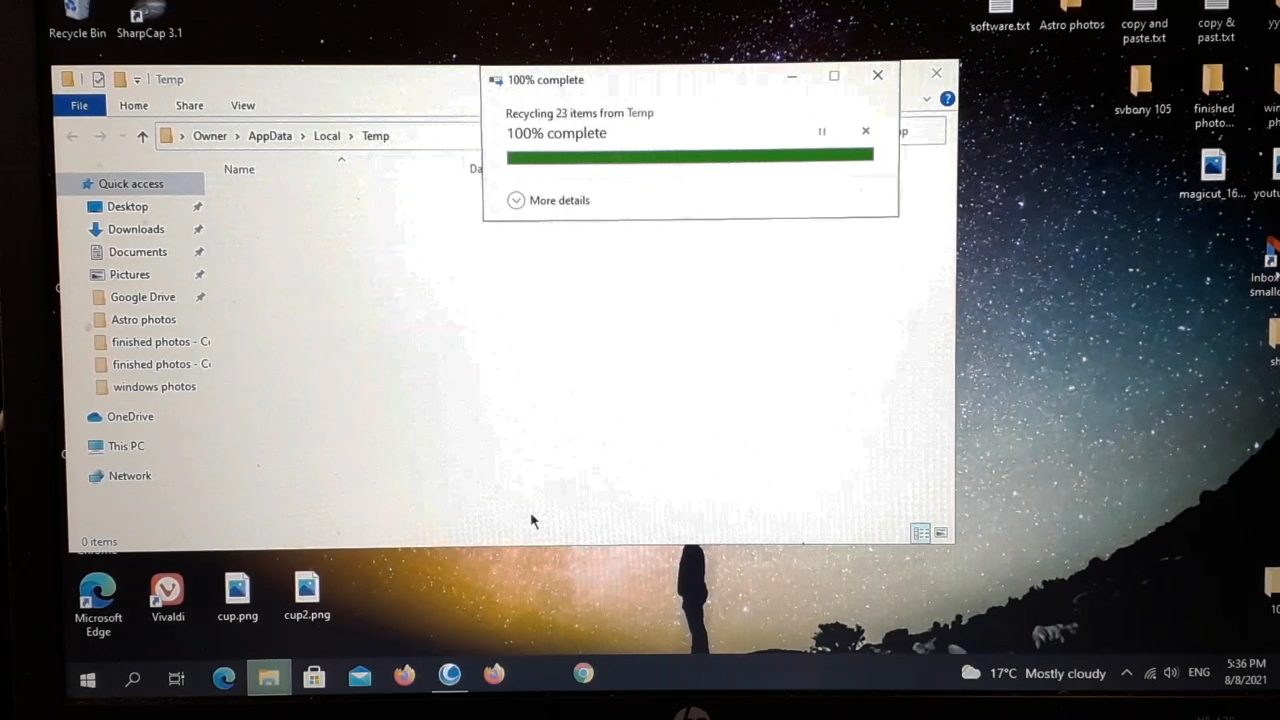 Recycle Bin
SharpCap 3.1
software.txt
Astro photos
copy and
paste.txt
copy &
past.txt
Temp
100% complete
File
Home
Share
View
Recycling 23 items from Temp
100% complete
Owner
AppData
Local
Temp
Name
More details
svbony 105
finished
photo...
magicut_16...
Quick access
Desktop
Downloads
Documents
Pictures
Google Drive
Astro photos
finished photos - C
finished photos - C
windows photos
OneDrive
This PC
Network
0 items
Inbox
Microsoft
Edge
Vivaldi
cup.png
cup2.png
17°C Mostly cloudy
ENG
5:36 PM
8/8/2021
hp